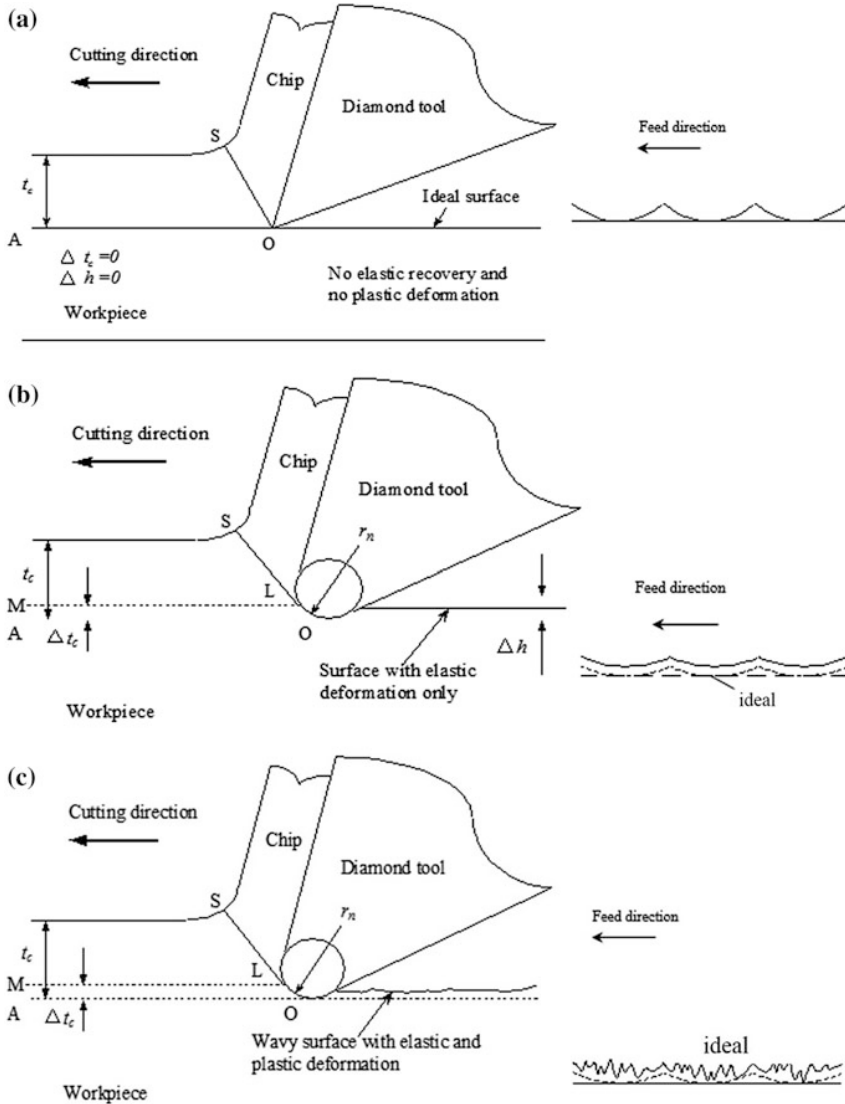 (a)
Cutting direction
Chip
Diamond tool
Feed direction
S
t_c
Ideal surface
A
O
△ t_c =0
△ h =0
No elastic recovery and
no plastic deformation
Workpiece
(b)
Cutting direction
Chip
Diamond tool
S
r_n
t_c
L
M
Feed direction
A
△ t_c
O
△ h
Surface with elastic
deformation only
ideal
Workpiece
(c)
Cutting direction
Chip
Diamond tool
S
r_n
Feed direction
t_c
L
M
A
△ t_c
O
Wavy surface with elastic and
plastic deformation
ideal
Workpiece